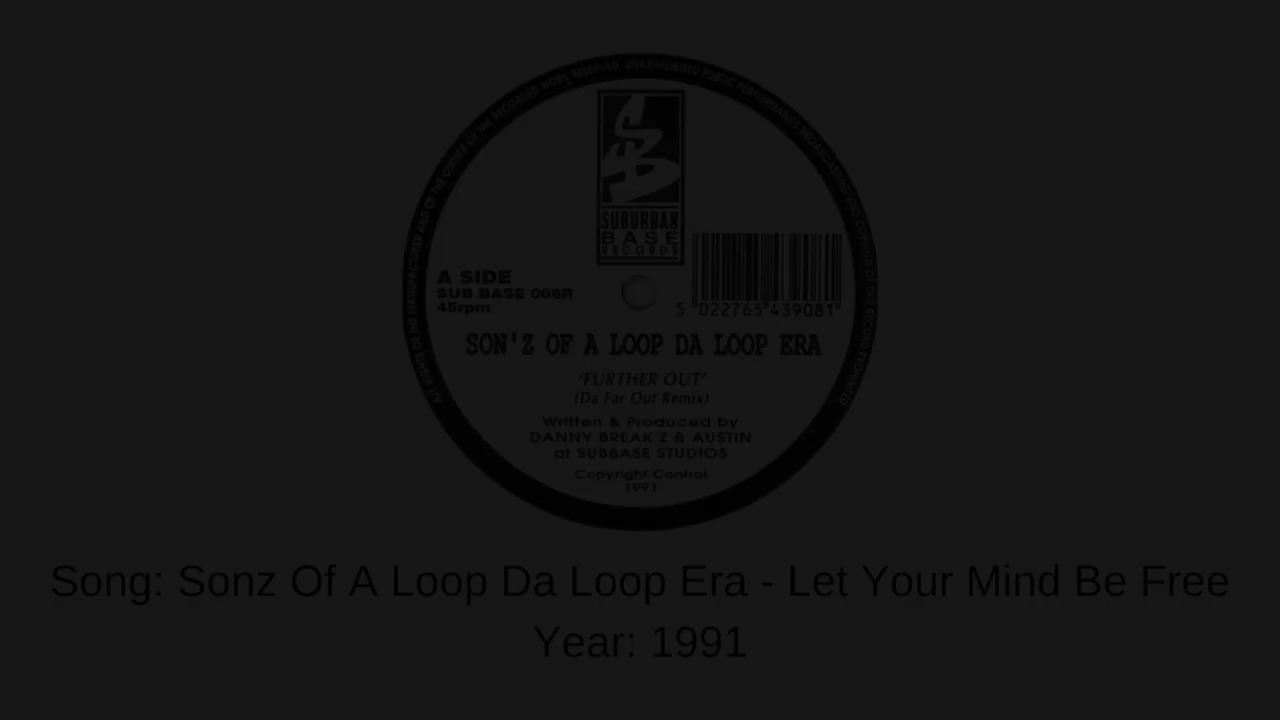 SUBURBAN
BASE
RECORDS
A SIDE
SUB BASE 006R
45rpm
5 022765 439081
SON'Z OF A LOOP DA LOOP ERA
'FURTHER OUT'
(Da Far Out Remix)
Written & Produced by
DANNY BREAK'Z & AUSTIN
at SUBBASE STUDIOS
Copyright Control
1991
Song: Sonz Of A Loop Da Loop Era - Let Your Mind Be Free
Year: 1991